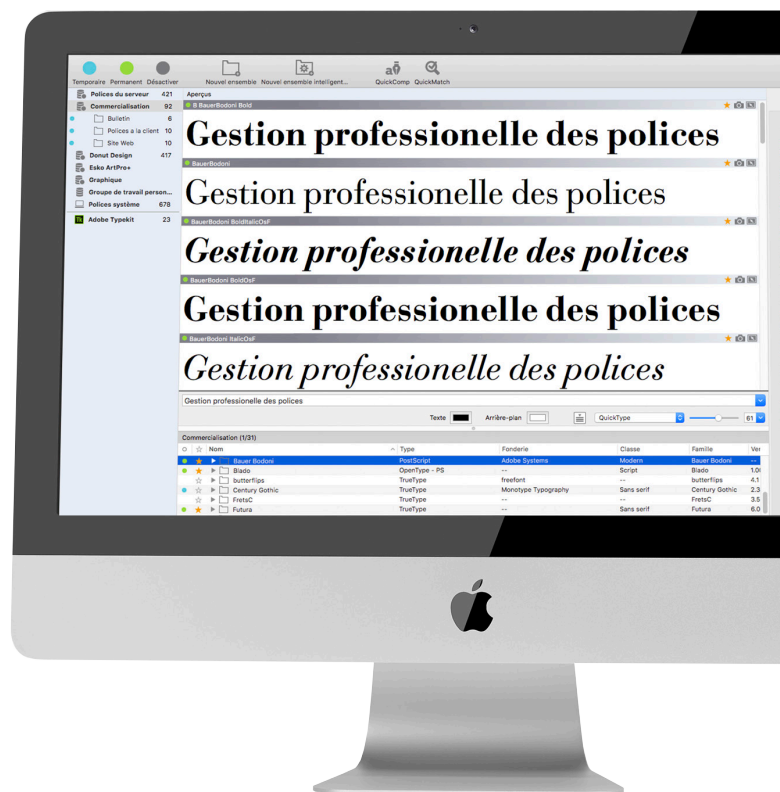 Temporaire Permanent Désactiver Nouvel ensemble Nouvel ensemble intelligent... QuickComp QuickMatch
Polices du serveur 421
Commercialisation 92
Bulletin 6
Polices a la client 10
Site Web 10
Donut Design 417
Esko ArtPro+
Graphique
Groupe de travail person...
Polices système 678
Tk Adobe Typekit 23
Aperçus
B BauerBodoni Bold
Gestion professionelle des polices
BauerBodoni
Gestion professionelle des polices
BauerBodoni BoldItalicOsF
Gestion professionelle des polices
BauerBodoni BoldOsF
Gestion professionelle des polices
BauerBodoni ItalicOsF
Gestion professionelle des polices
Gestion professionelle des polices
Texte Arrière-plan QuickType 61
Commercialisation (1/31)
Nom Type Fonderie Classe Famille Ver
Bauer Bodoni PostScript Adobe Systems Modern Bauer Bodoni --
Blado OpenType - PS -- Script Blado 1.00
butterflips TrueType freefont -- butterflips 4.1
Century Gothic TrueType Monotype Typography Sans serif Century Gothic 2.3
FretsC TrueType -- -- FretsC 3.5
Futura TrueType -- Sans serif Futura 6.0